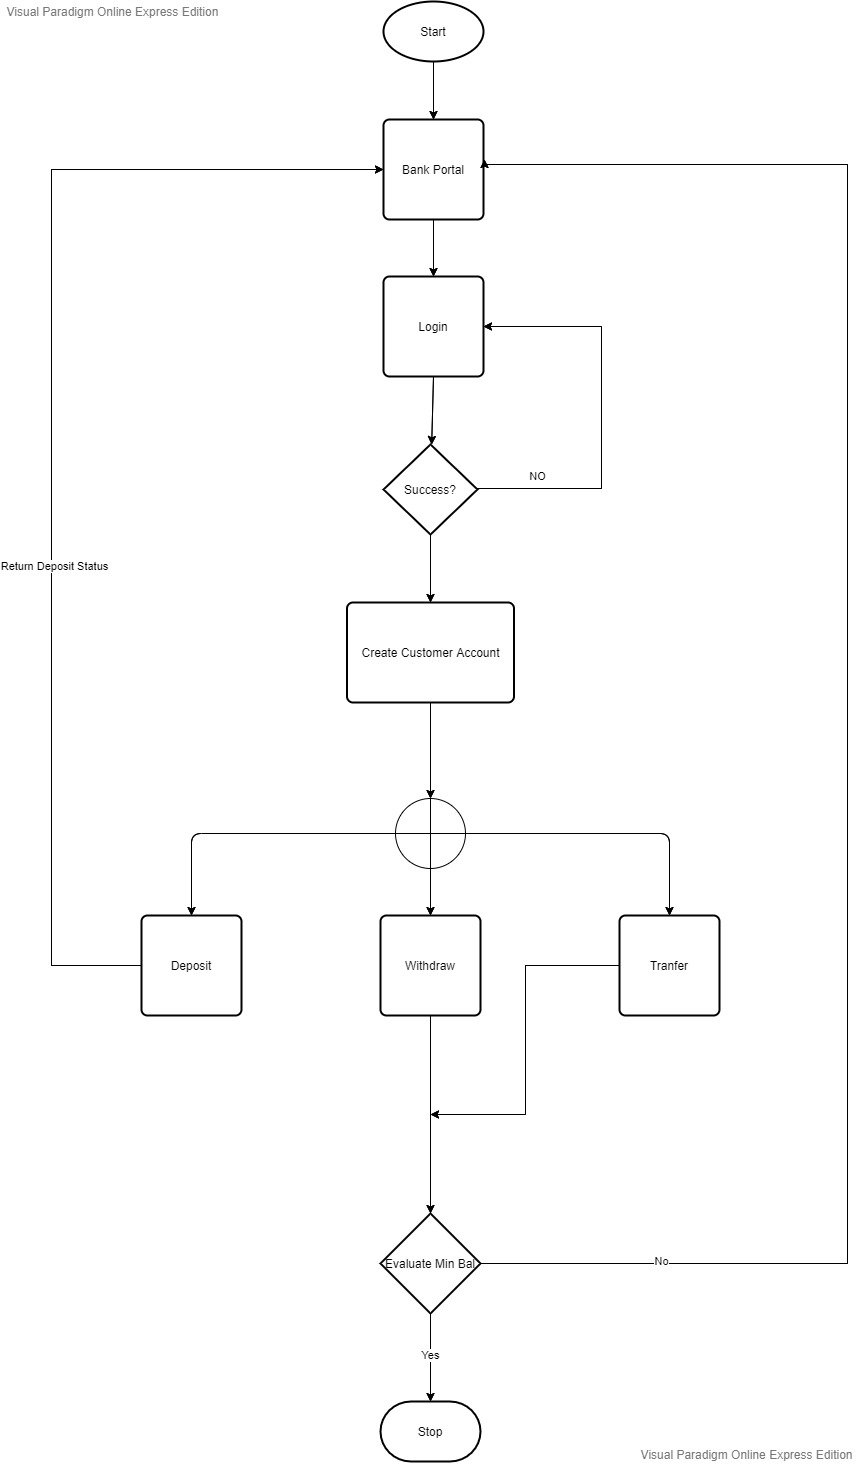 Visual Paradigm Online Express Edition
Start
Bank Portal
Login
NO
Success?
Return Deposit Status
Create Customer Account
Deposit
Withdraw
Tranfer
Evaluate Min Bal
No
Yes
Stop
Visual Paradigm Online Express Edition